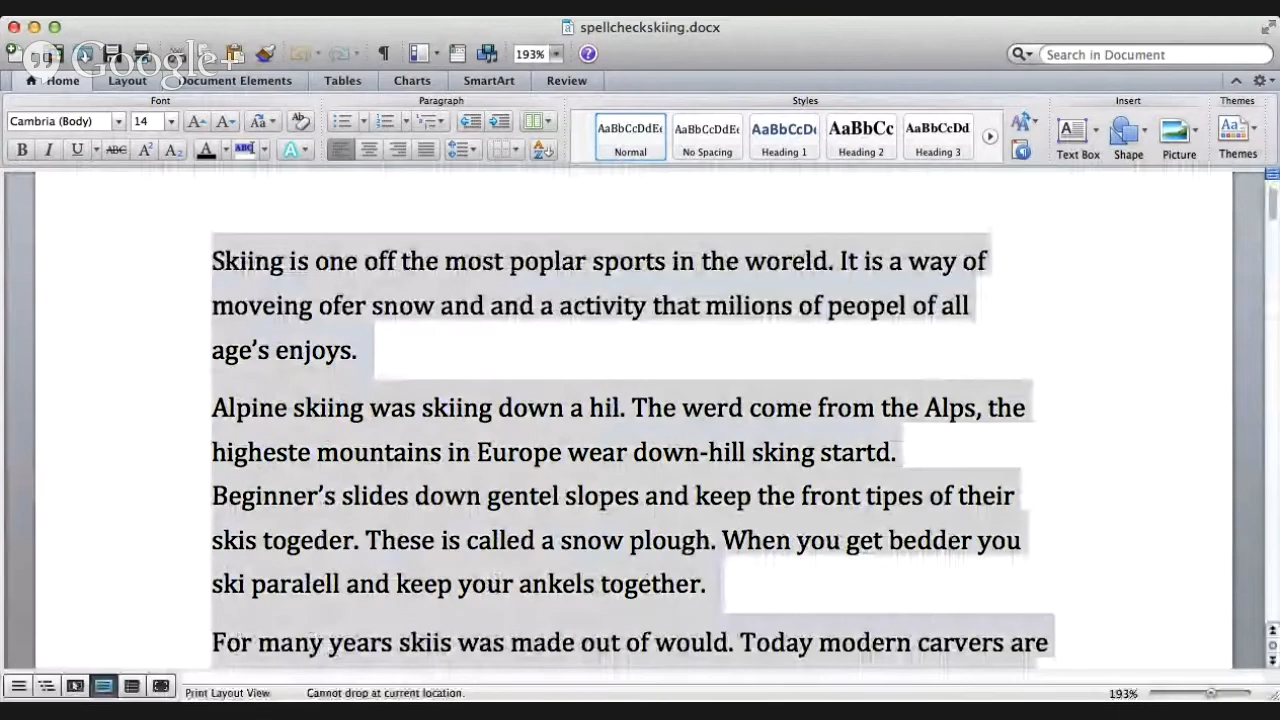 spellcheckskiing.docx
Google+
193%
Search in Document
Home Layout Document Elements Tables Charts SmartArt Review
Font Paragraph Styles Insert Themes
Cambria (Body) 14
AaBbCcDdEe AaBbCcDdEe AaBbCcDc AaBbCc AaBbCcDd
Normal No Spacing Heading 1 Heading 2 Heading 3
Text Box Shape Picture Themes
Skiing is one off the most poplar sports in the woreld. It is a way of
moveing ofer snow and and a activity that milions of peopel of all
age’s enjoys.
Alpine skiing was skiing down a hil. The werd come from the Alps, the
higheste mountains in Europe wear down-hill sking startd.
Beginner’s slides down gentel slopes and keep the front tipes of their
skis togeder. These is called a snow plough. When you get bedder you
ski paralell and keep your ankels together.
For many years skiis was made out of would. Today modern carvers are
Print Layout View Cannot drop at current location. 193%